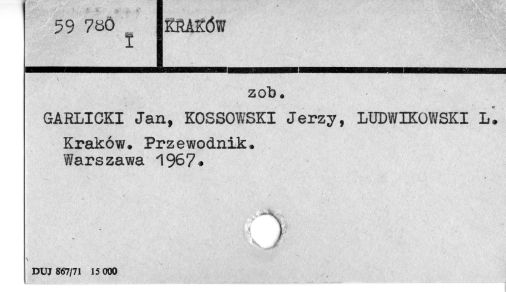 59 780 I
KRAKÓW
zob.
GARLICKI Jan, KOSSOWSKI Jerzy, LUDWIKOWSKI L.
Kraków. Przewodnik.
Warszawa 1967.
DUJ 867/71 15 000